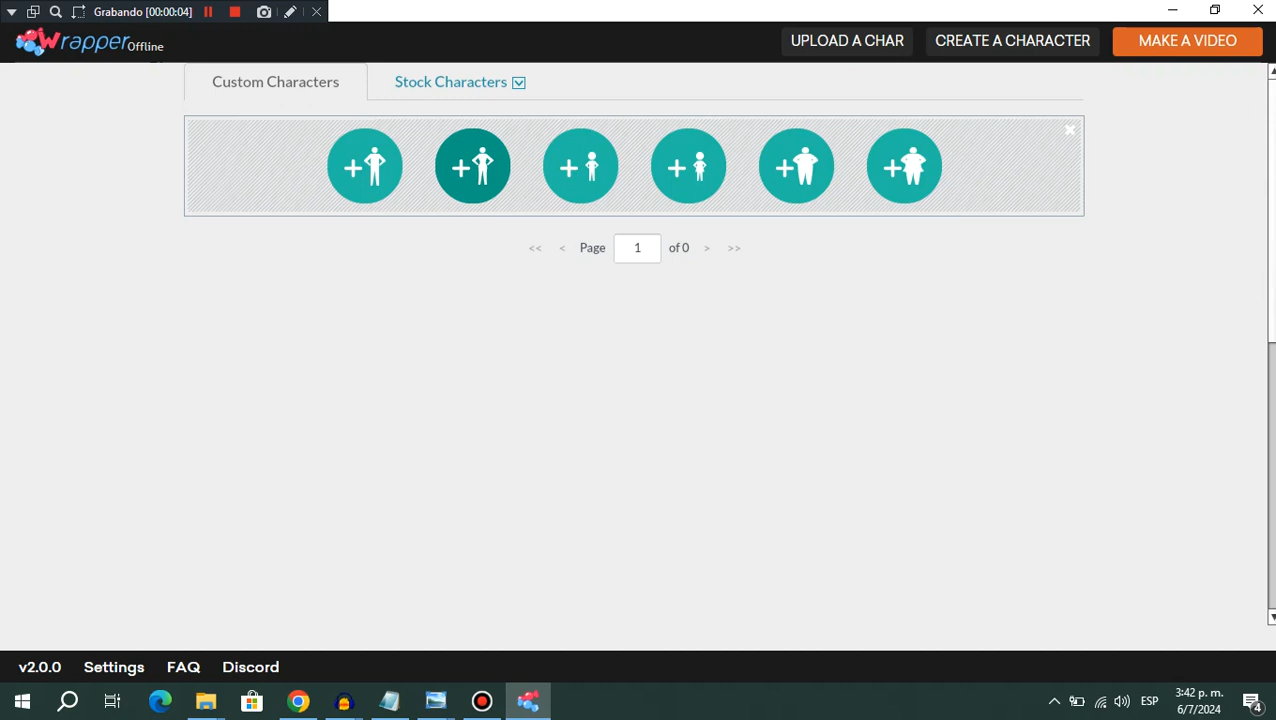 Grabando [00:00:04]
Wrapper Offline
UPLOAD A CHAR
CREATE A CHARACTER
MAKE A VIDEO
Custom Characters
Stock Characters
<< < Page 1 of 0 > >>
v2.0.0 Settings FAQ Discord
ESP
3:42 p. m.
6/7/2024
4